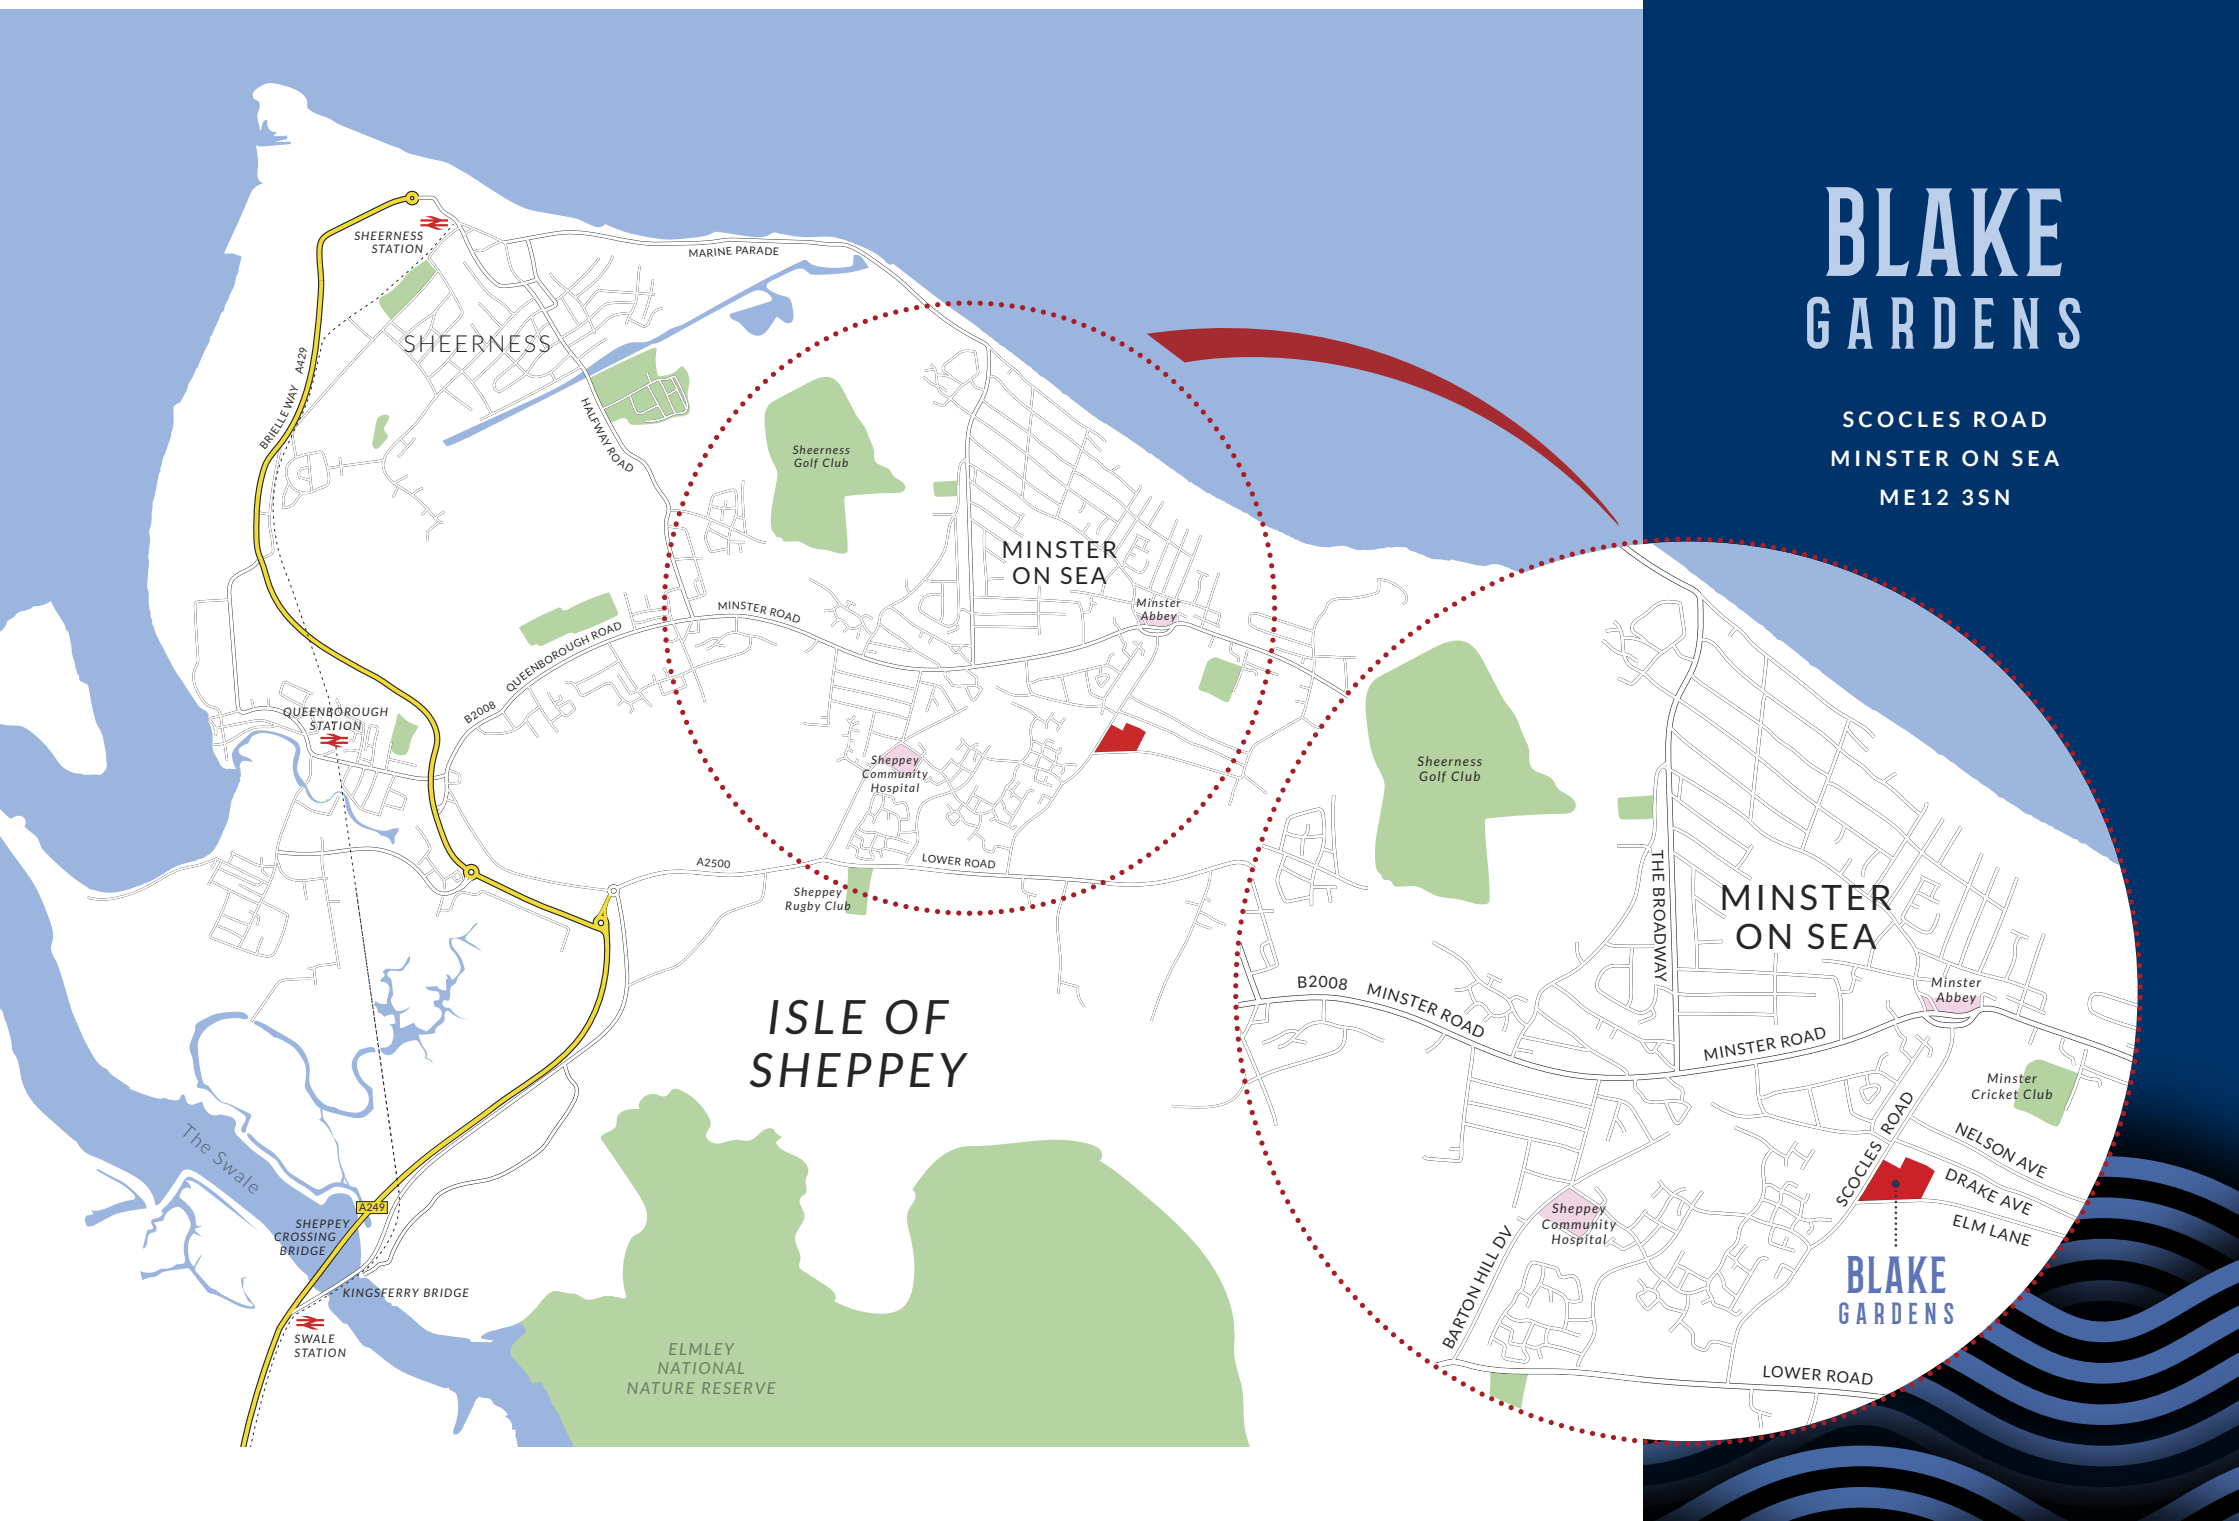 BLAKE
GARDENS
SCOCLES ROAD
MINSTER ON SEA
ME12 3SN
SHEERNESS
STATION
MARINE PARADE
SHEERNESS
A429
BRIELLE WAY
HALFWAY ROAD
Sheerness
Golf Club
MINSTER
ON SEA
Minster
Abbey
MINSTER ROAD
QUEENBOROUGH ROAD
B2008
QUEENBOROUGH
STATION
Sheppey
Community
Hospital
A2500
LOWER ROAD
Sheppey
Rugby Club
ISLE OF
SHEPPEY
The Swale
A249
SHEPPEY
CROSSING
BRIDGE
KINGSFERRY BRIDGE
SWALE
STATION
ELMLEY
NATIONAL
NATURE RESERVE
Sheerness
Golf Club
THE BROADWAY
MINSTER
ON SEA
B2008
MINSTER ROAD
MINSTER ROAD
Minster
Abbey
Minster
Cricket Club
SCOCLES ROAD
NELSON AVE
DRAKE AVE
ELM LANE
Sheppey
Community
Hospital
BARTON HILL DV
BLAKE
GARDENS
LOWER ROAD